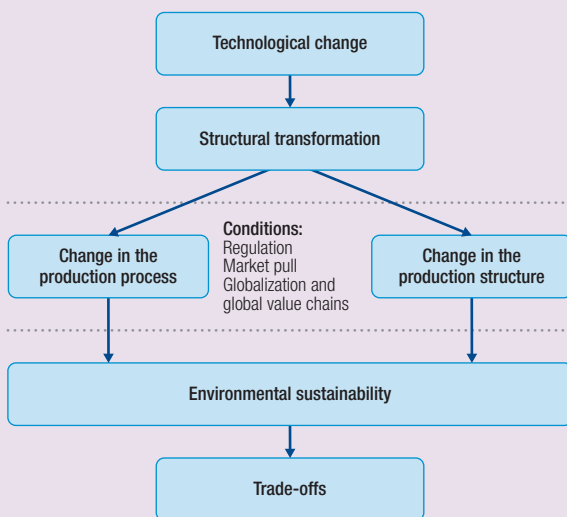 Technological change
Structural transformation
Change in the
production process
Conditions:
Regulation
Market pull
Globalization and
global value chains
Change in the
production structure
Environmental sustainability
Trade-offs